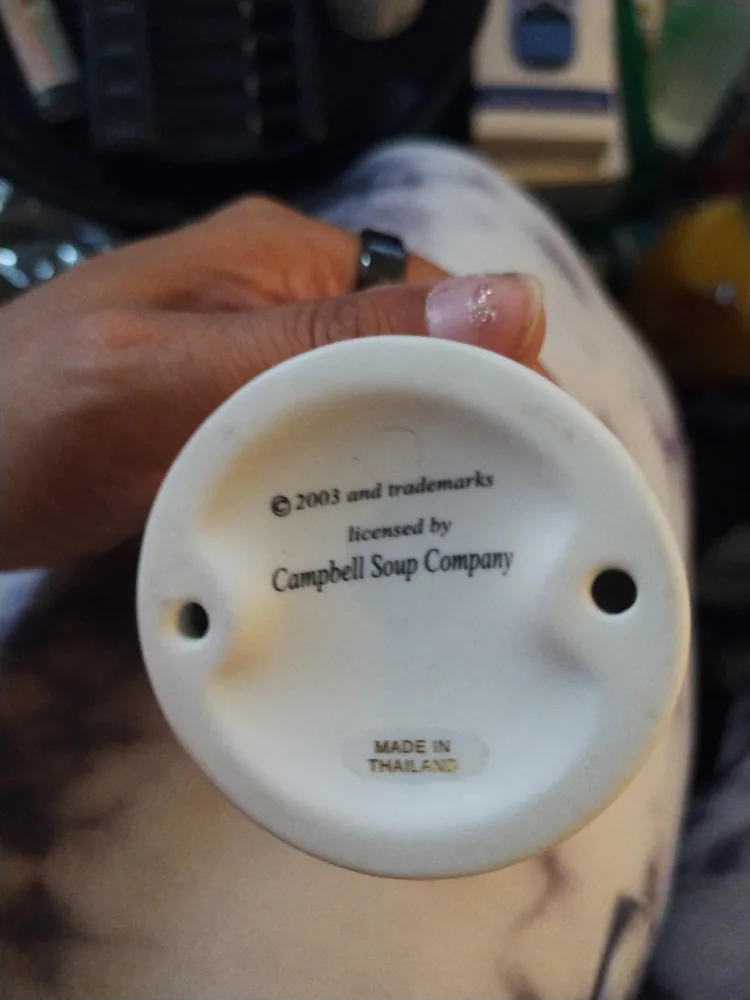 © 2003 and trademarks
licensed by
Campbell Soup Company
MADE IN
THAILAND